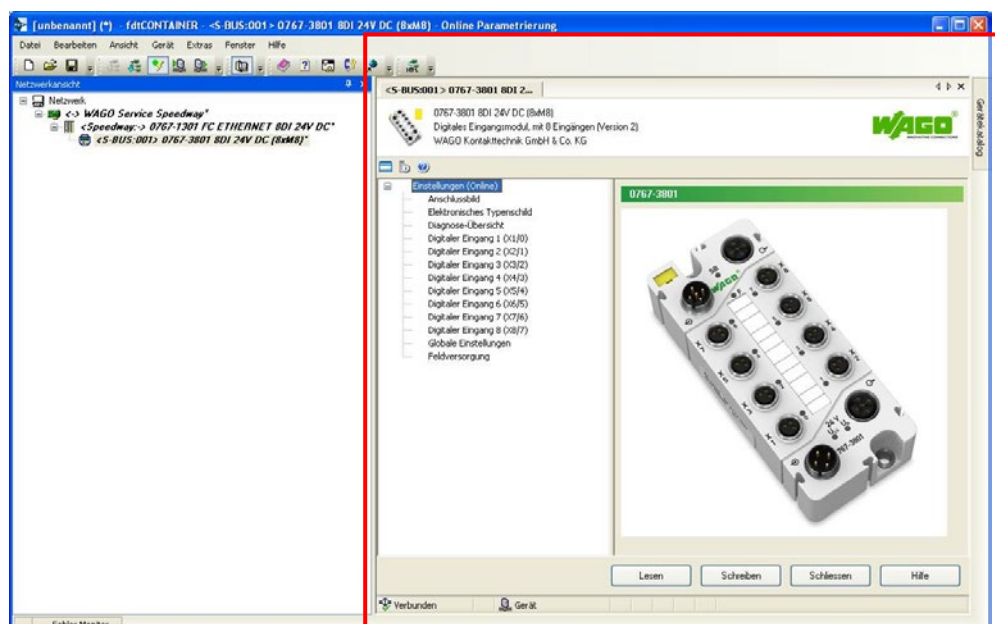 [unbenannt] (*) - fdtCONTAINER - <S-BUS:001> 0767-3801 8DI 24V DC (8xM8) - Online Parametrierung
Datei Bearbeiten Ansicht Gerät Extras Fenster Hilfe
Netzwerkansicht
Netzwerk
<-> WAGO Service Speedway*
<Speedway:-> 0767-1301 FC ETHERNET 8DI 24V DC*
<S-BUS:001> 0767-3801 8DI 24V DC (8xM8)*
<S-BUS:001> 0767-3801 8DI 2...
0767-3801 8DI 24V DC (8xM8)
Digitales Eingangsmodul, mit 8 Eingängen (Version 2)
WAGO Kontakttechnik GmbH & Co. KG
WAGO
INNOVATIVE CONNECTIONS
Gerätekatalog
Einstellungen (Online)
Anschlussbild
Elektronisches Typenschild
Diagnose-Übersicht
Digitaler Eingang 1 (X1/0)
Digitaler Eingang 2 (X2/1)
Digitaler Eingang 3 (X3/2)
Digitaler Eingang 4 (X4/3)
Digitaler Eingang 5 (X5/4)
Digitaler Eingang 6 (X6/5)
Digitaler Eingang 7 (X7/6)
Digitaler Eingang 8 (X8/7)
Globale Einstellungen
Feldversorgung
0767-3801
WAGO
24 V
767-3801
Lesen Schreiben Schliessen Hilfe
Verbunden Gerät